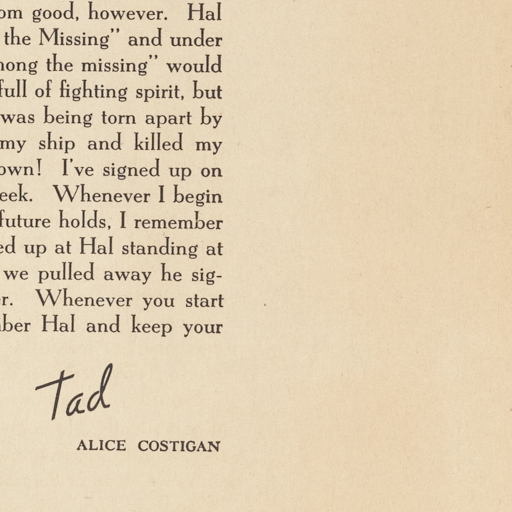 om good, however. Hal
the Missing" and under
nong the missing" would
full of fighting spirit, but
was being torn apart by
my ship and killed my
own! I've signed up on
eek. Whenever I begin
future holds, I remember
ed up at Hal standing at
we pulled away he sig-
r. Whenever you start
ber Hal and keep your
Tad
ALICE COSTIGAN